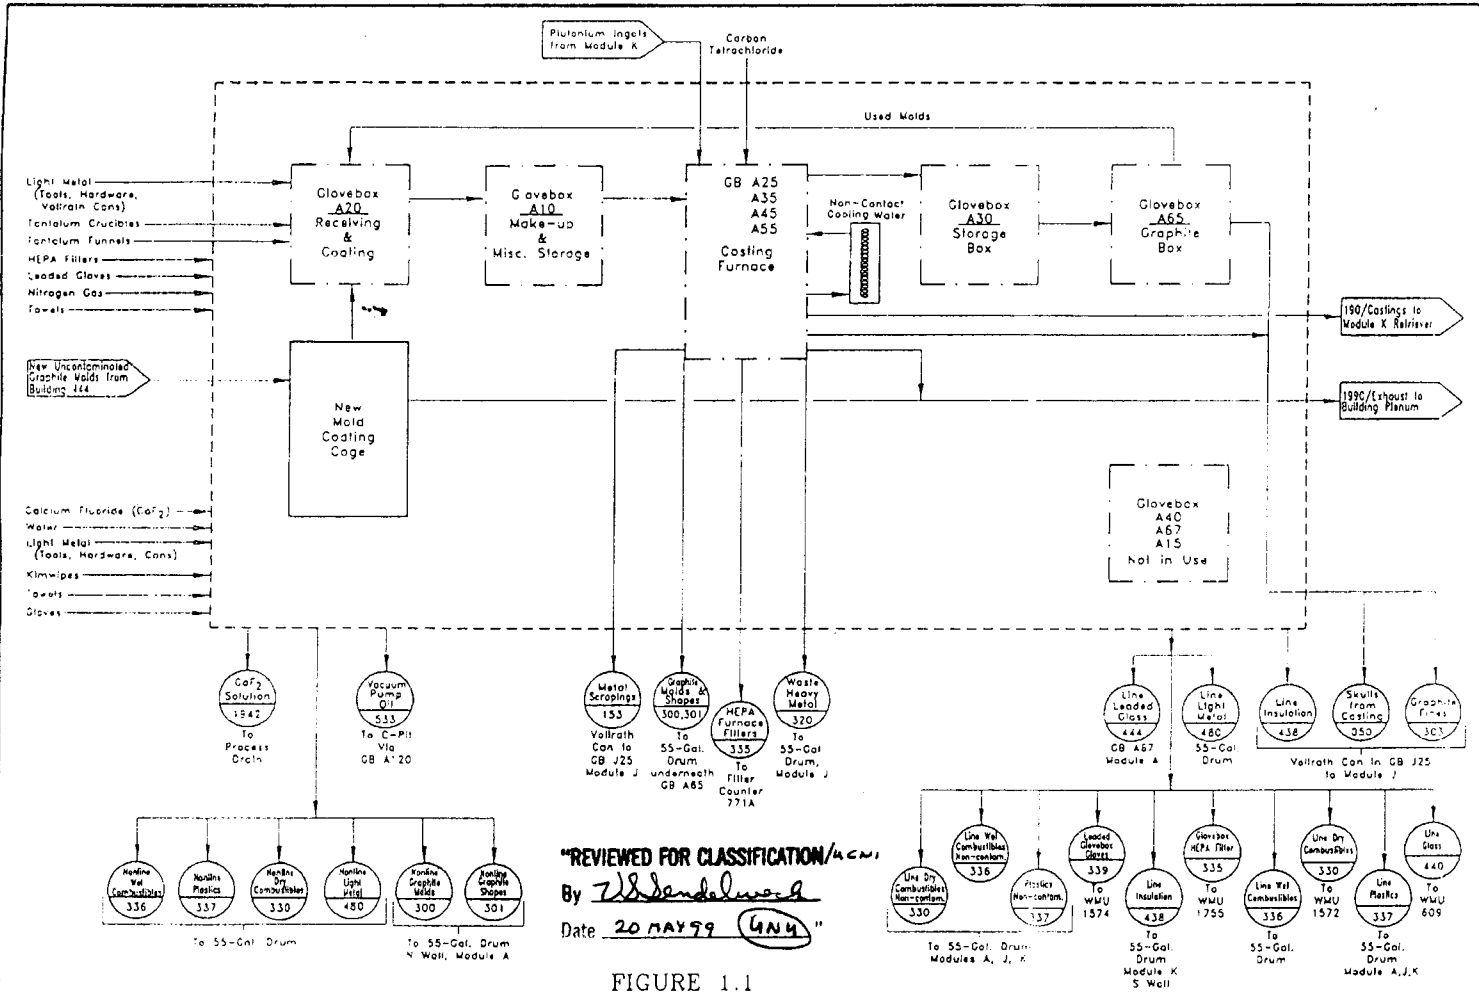 Plutonium Ingots
from Module K
Carbon
Tetrachloride
Used Molds
Light Metal
(Tools, Hardware,
Vollrath Cans)
Tantalum Crucibles
Tantalum Funnels
HEPA Filters
Leaded Gloves
Nitrogen Gas
Towels
Glovebox
A20
Receiving
&
Coating
Glovebox
A10
Make-up
&
Misc. Storage
GB A25
A35
A45
A55
Casting
Furnace
Non-Contact
Cooling Water
Glovebox
A30
Storage
Box
Glovebox
A65
Graphite
Box
190/Castings to
Module K Retriever
New Uncontaminated
Graphite Molds from
Building 444
New
Mold
Coating
Cage
1990/Exhaust to
Building Plenum
Glovebox
A40
A67
A15
Not in Use
Calcium Fluoride (CaF2)
Water
Light Metal
(Tools, Hardware, Cans)
Kimwipes
Towels
Gloves
CaF2
Solution
1942
To
Process
Drain
Vacuum
Pump
Oil
533
To C-Pit
Via
GB A120
Metal
Scrapings
153
Vollrath
Can to
GB J25
Module J
Graphite
Molds &
Shapes
300,301
To
55-Gal.
Drum
underneath
GB A65
HEPA
Furnace
Filters
335
To
Filter
Counter
771A
Waste
Heavy
Metal
320
To
55-Gal
Drum,
Module J
Line
Leaded
Glass
444
GB A67
Module A
Line
Light
Metal
480
55-Gal.
Drum
Line
Insulation
438
Skulls
from
Casting
050
Graphite
Fines
303
Vollrath Can in GB J25
to Module J
Nonline
Wet
Combustibles
336
Nonline
Plastics
337
Nonline
Dry
Combustibles
330
Nonline
Light
Metal
480
Nonline
Graphite
Molds
300
Nonline
Graphite
Shapes
301
To 55-Gal Drum
To 55-Gal. Drum
N Wall, Module A
Line Dry
Combustibles
Non-contam.
330
Line Wet
Combustibles
Non-contam.
336
Plastics
Non-contam.
337
To 55-Gal. Drum
Modules A, J, K
Leaded
Glovebox
Gloves
339
To
WMU
1574
Line
Insulation
438
To
55-Gal.
Drum
Module K
S Wall
Glovebox
HEPA Filter
335
To
WMU
1755
Line Wet
Combustibles
336
To
55-Gal.
Drum
Line Dry
Combustibles
330
To
WMU
1572
Line
Plastics
337
To
55-Gal.
Drum
Module A,J,K
Line
Glass
440
To
WMU
609
"REVIEWED FOR CLASSIFICATION/UCNI
By
Date 20 MAY 99 "
FIGURE 1.1